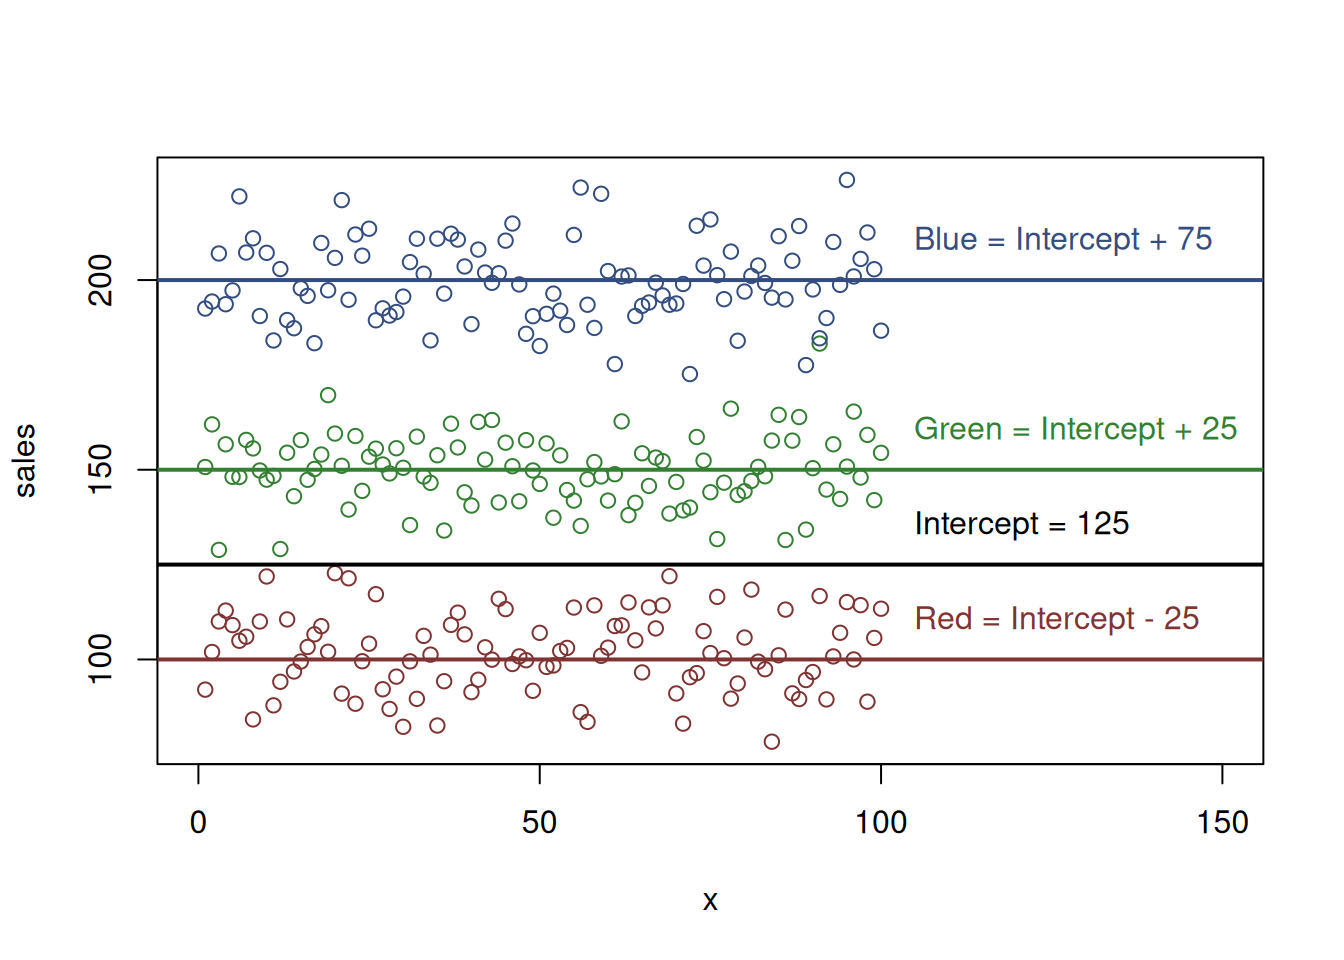 Blue = Intercept + 75
Green = Intercept + 25
Intercept = 125
Red = Intercept - 25
sales
200
150
100
0
50
100
150
x